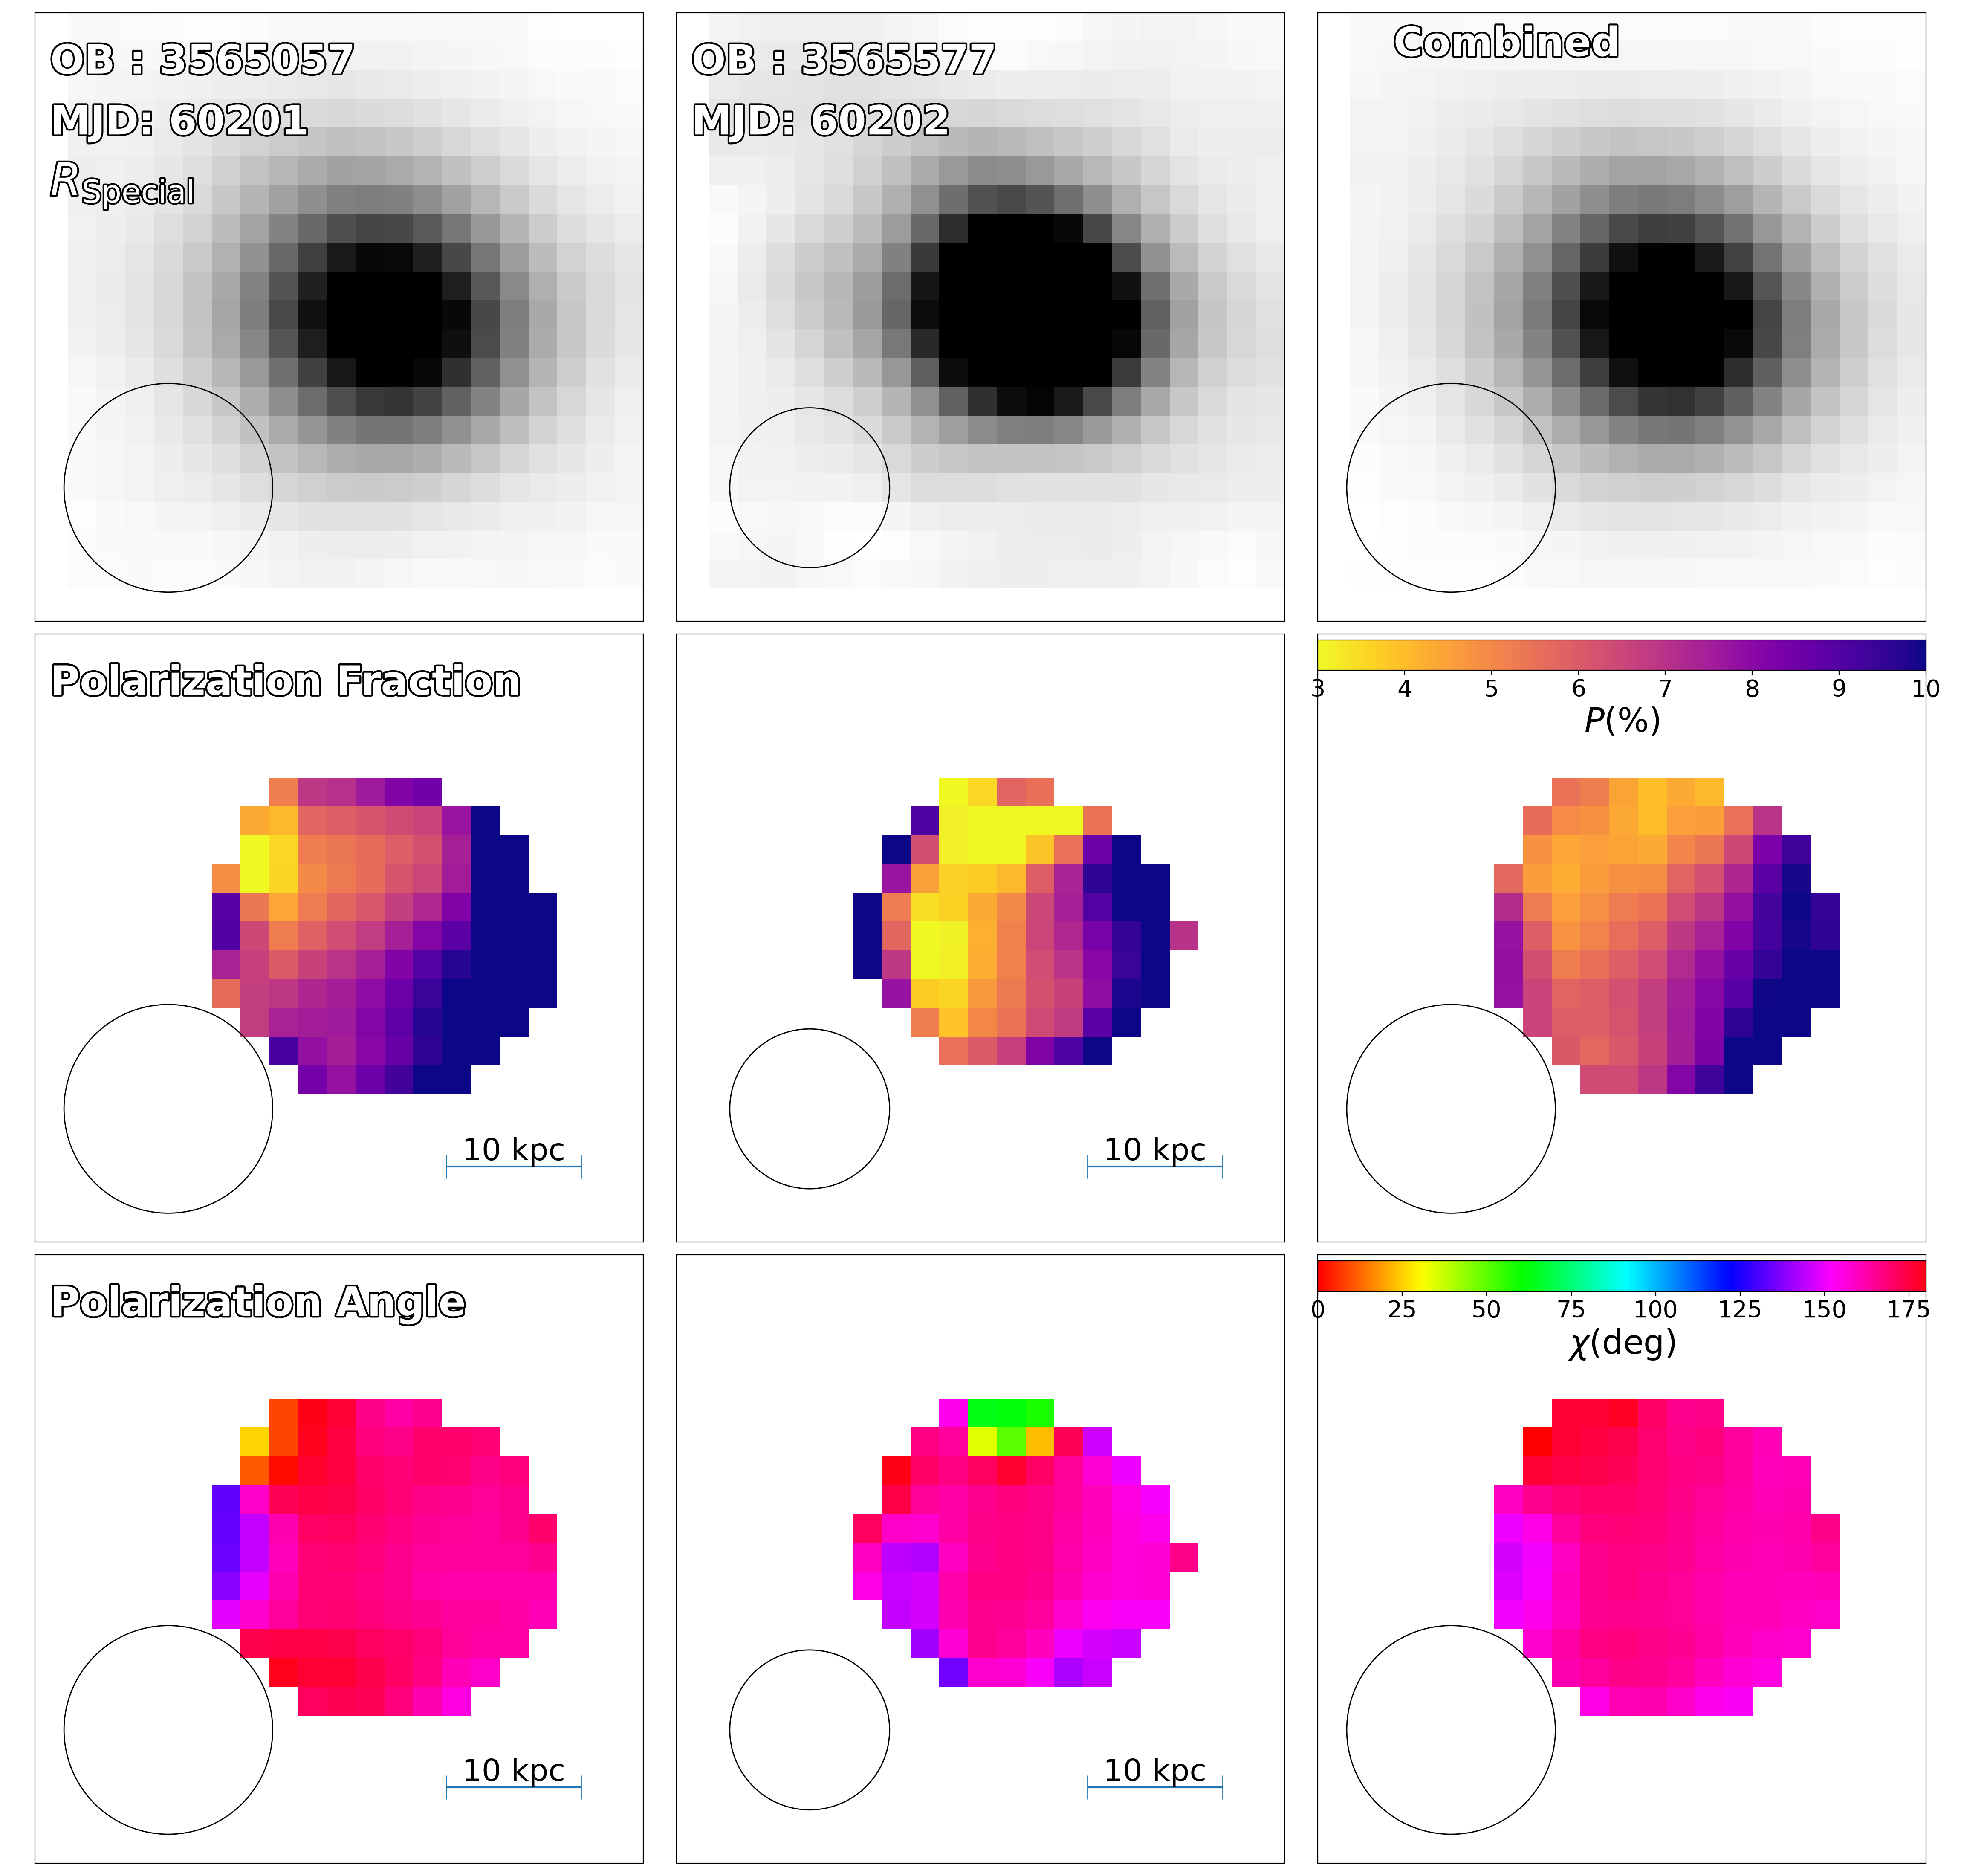 OB : 3565057
MJD: 60201
R_Special
OB : 3565577
MJD: 60202
Combined
Polarization Fraction
10 kpc
10 kpc
3 4 5 6 7 8 9 10
P(%)
Polarization Angle
10 kpc
10 kpc
0 25 50 75 100 125 150 175
χ(deg)